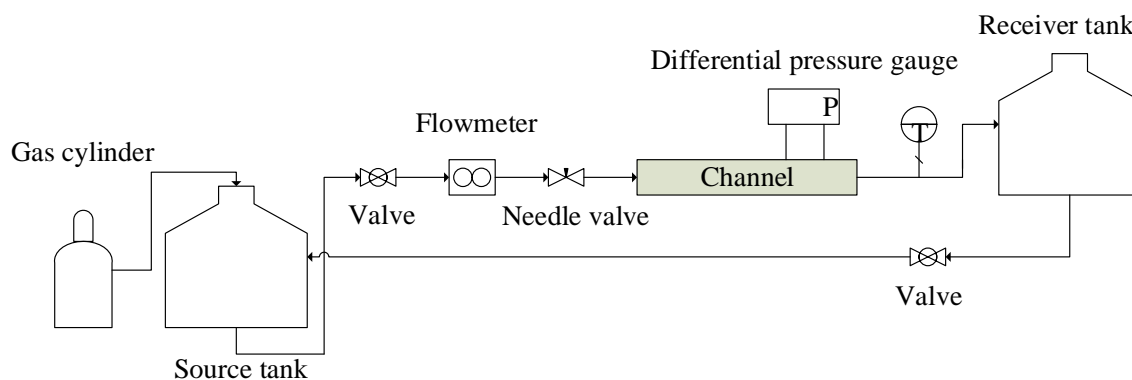 Receiver tank
Differential pressure gauge
P
Flowmeter
T
Gas cylinder
Channel
Valve
Needle valve
Valve
Source tank